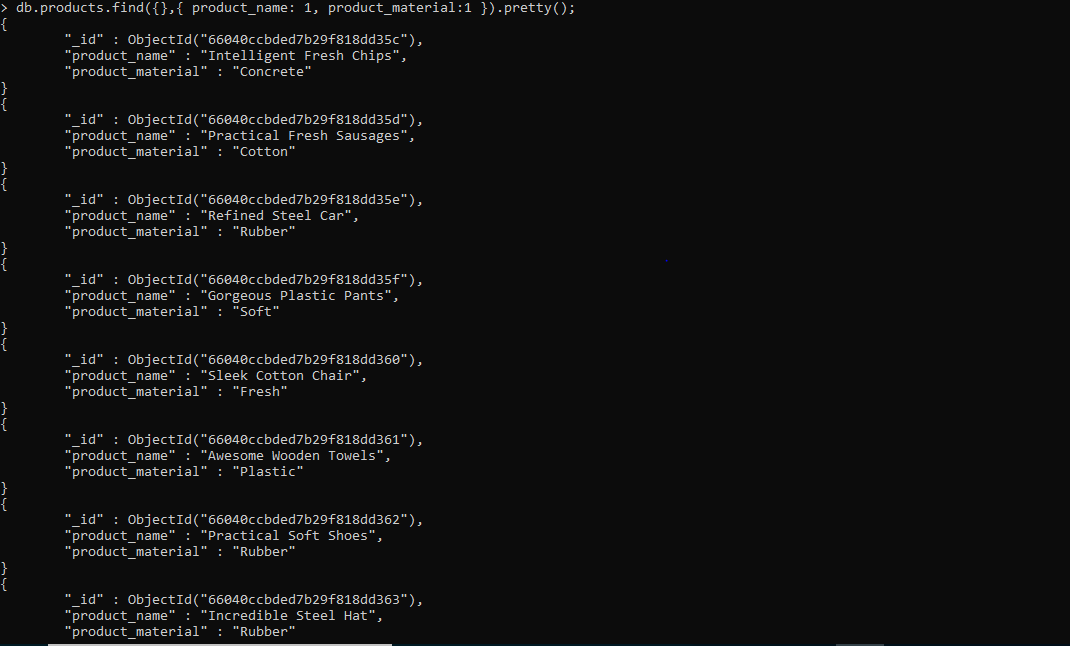 > db.products.find({},{ product_name: 1, product_material:1 }).pretty();
{
        "_id" : ObjectId("66040ccbded7b29f818dd35c"),
        "product_name" : "Intelligent Fresh Chips",
        "product_material" : "Concrete"
}
{
        "_id" : ObjectId("66040ccbded7b29f818dd35d"),
        "product_name" : "Practical Fresh Sausages",
        "product_material" : "Cotton"
}
{
        "_id" : ObjectId("66040ccbded7b29f818dd35e"),
        "product_name" : "Refined Steel Car",
        "product_material" : "Rubber"
}
{
        "_id" : ObjectId("66040ccbded7b29f818dd35f"),
        "product_name" : "Gorgeous Plastic Pants",
        "product_material" : "Soft"
}
{
        "_id" : ObjectId("66040ccbded7b29f818dd360"),
        "product_name" : "Sleek Cotton Chair",
        "product_material" : "Fresh"
}
{
        "_id" : ObjectId("66040ccbded7b29f818dd361"),
        "product_name" : "Awesome Wooden Towels",
        "product_material" : "Plastic"
}
{
        "_id" : ObjectId("66040ccbded7b29f818dd362"),
        "product_name" : "Practical Soft Shoes",
        "product_material" : "Rubber"
}
{
        "_id" : ObjectId("66040ccbded7b29f818dd363"),
        "product_name" : "Incredible Steel Hat",
        "product_material" : "Rubber"